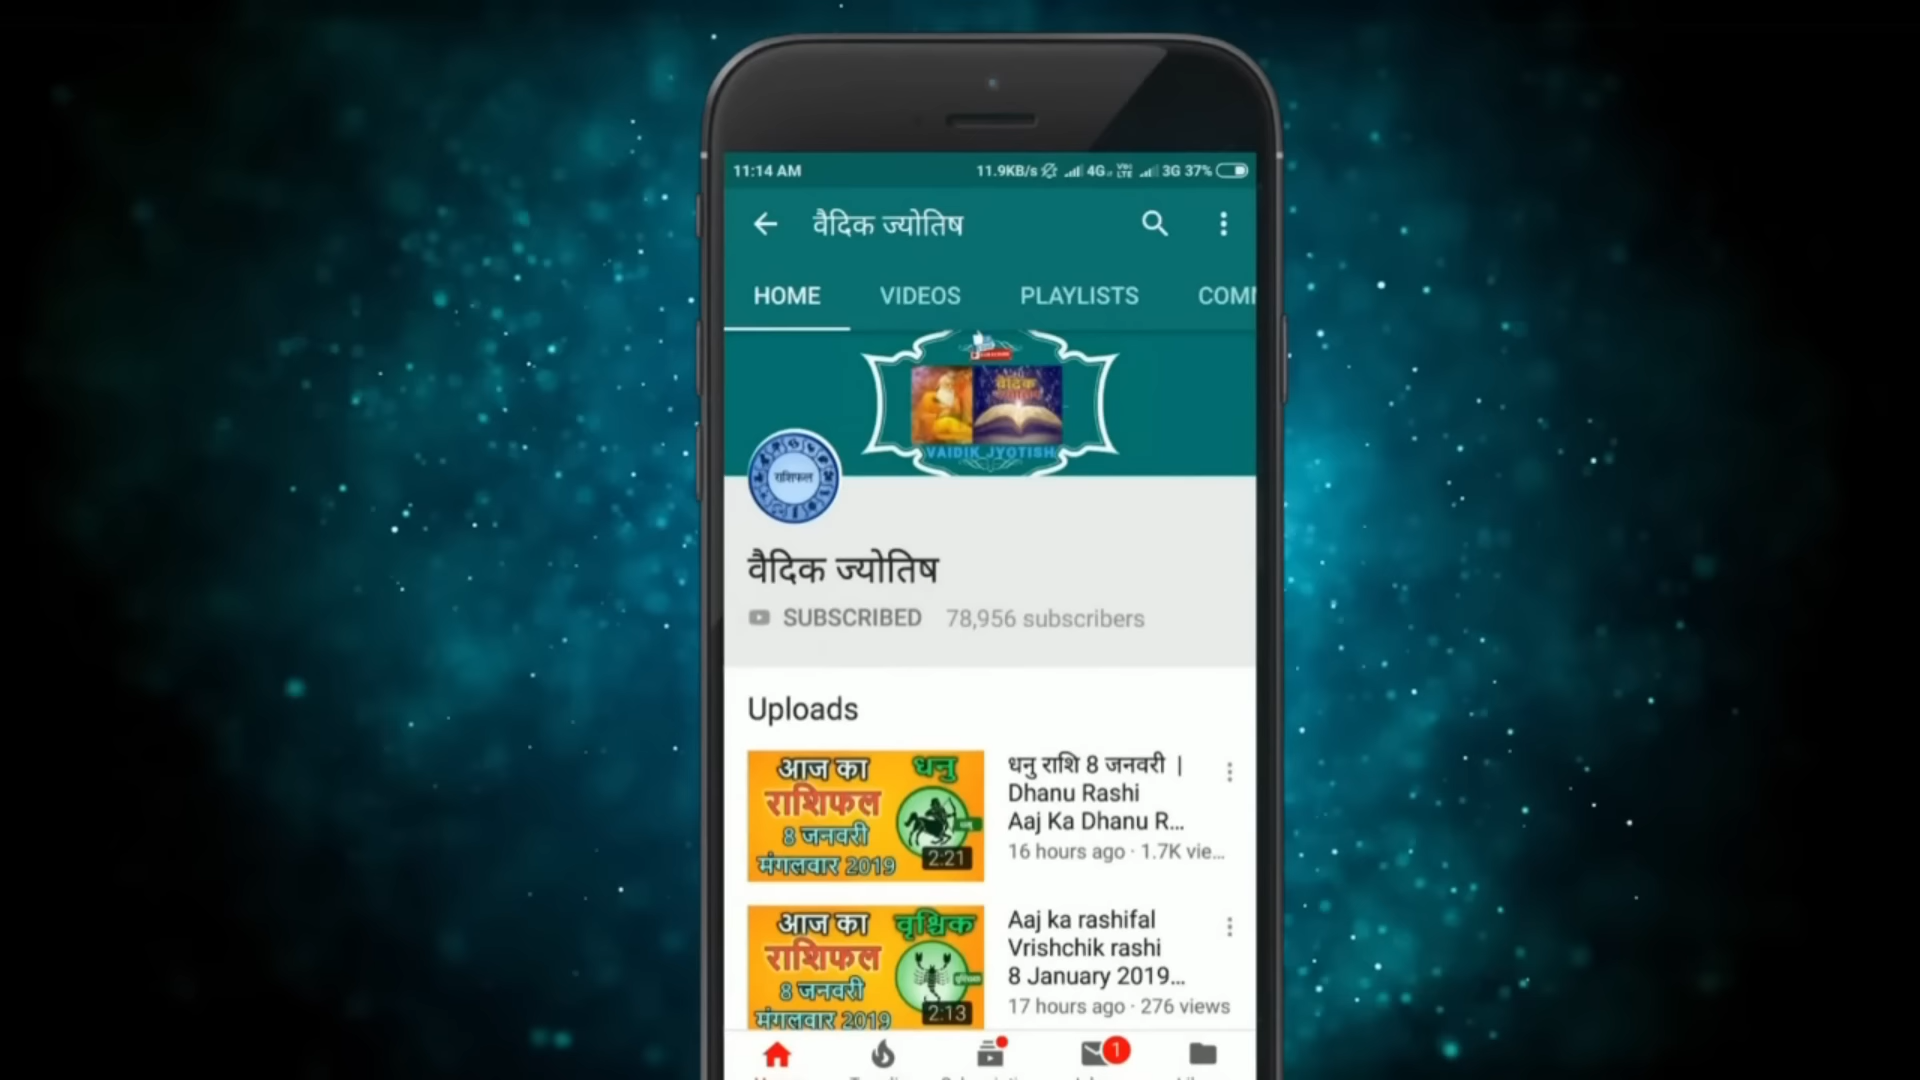 11:14 AM 11.9KB/s 4G VoLTE 3G 37%
वैदिक ज्योतिष
HOME VIDEOS PLAYLISTS COMM
वैदिक
VAIDIK JYOTISH
राशिफल
वैदिक ज्योतिष
SUBSCRIBED 78,956 subscribers
Uploads
आज का धनु
राशिफल
8 जनवरी
मंगलवार 2019
2:21
धनु राशि 8 जनवरी |
Dhanu Rashi
Aaj Ka Dhanu R...
16 hours ago · 1.7K vie...
आज का वृश्चिक
राशिफल
8 जनवरी
मंगलवार 2019
2:13
Aaj ka rashifal
Vrishchik rashi
8 January 2019...
17 hours ago · 276 views
1